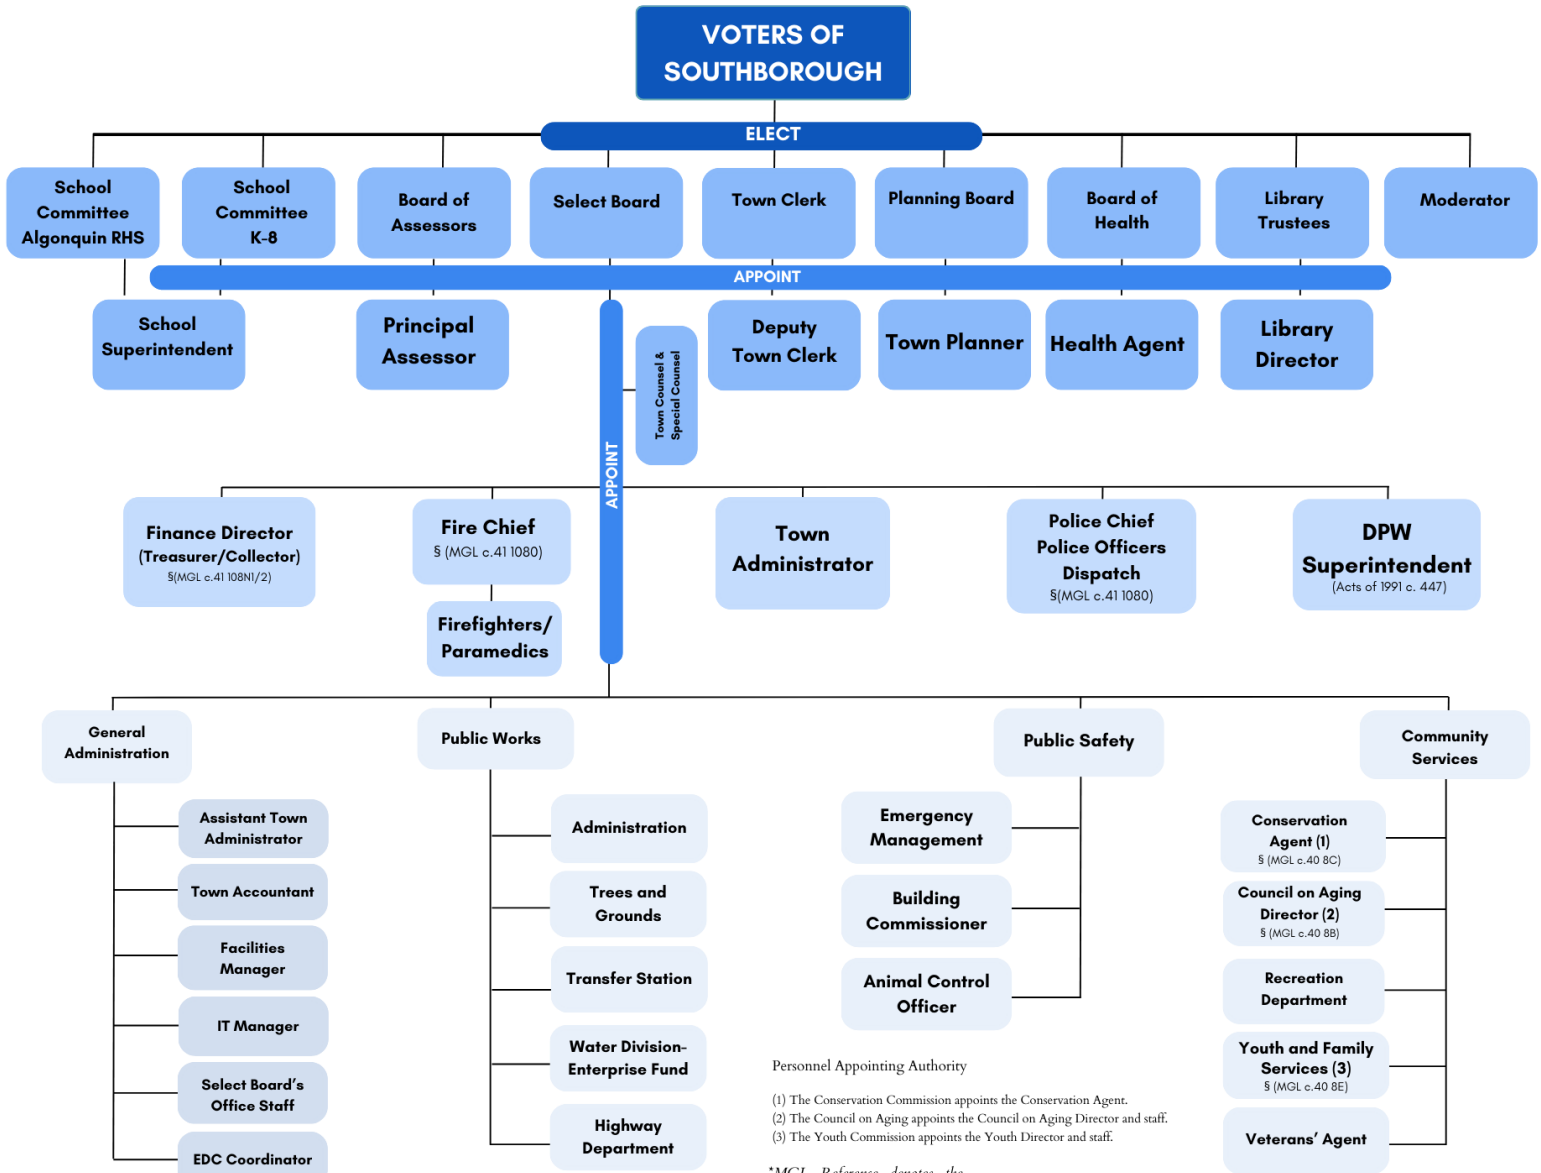 VOTERS OF
SOUTHBOROUGH
ELECT
School
Committee
Algonquin RHS
School
Committee
K-8
Board of
Assessors
Select Board
Town Clerk
Planning Board
Board of
Health
Library
Trustees
Moderator
APPOINT
School
Superintendent
Principal
Assessor
Town Counsel &
Special Counsel
Deputy
Town Clerk
Town Planner
Health Agent
Library
Director
APPOINT
Finance Director
(Treasurer/Collector)
§(MGL c.41 108N1/2)
Fire Chief
§ (MGL c.41 1080)
Firefighters/
Paramedics
Town
Administrator
Police Chief
Police Officers
Dispatch
§(MGL c.41 1080)
DPW
Superintendent
(Acts of 1991 c. 447)
General
Administration
Assistant Town
Administrator
Town Accountant
Facilities
Manager
IT Manager
Select Board's
Office Staff
EDC Coordinator
Public Works
Administration
Trees and
Grounds
Transfer Station
Water Division-
Enterprise Fund
Highway
Department
Public Safety
Emergency
Management
Building
Commissioner
Animal Control
Officer
Community
Services
Conservation
Agent (1)
§ (MGL c.40 8C)
Council on Aging
Director (2)
§ (MGL c.40 8B)
Recreation
Department
Youth and Family
Services (3)
§ (MGL c.40 8E)
Veterans' Agent
Personnel Appointing Authority
(1) The Conservation Commission appoints the Conservation Agent.
(2) The Council on Aging appoints the Council on Aging Director and staff.
(3) The Youth Commission appoints the Youth Director and staff.
*MGL Reference denotes the